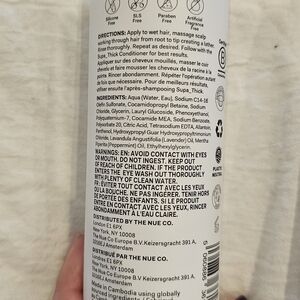 Silicone
Free
SLS
Free
Paraben
Free
Artificial
Fragrance
Free
DIRECTIONS: Apply to wet hair, massage scalp
working through hair from root to tip creating a lather.
Rinse thoroughly. Repeat as desired. Follow with the
Supa_Thick Conditioner for best results.
Appliquer sur des cheveux mouillés, masser le cuir
chevelu et faire mousser les cheveux de la racine à la
pointe. Rincer abondamment. Répéter l'opération autant
que désiré. Pour de meilleurs résultats,
utiliser ensuite l'après-shampooing Supa_Thick.
INGREDIENTS: Aqua (Water, Eau), Sodium C14-16
Olefin Sulfonate, Cocamidopropyl Betaine, Sodium
Chloride, Glycerin, Lauryl Glucoside, Phenoxyethanol,
Polyquaternium-7, Cocamide MEA, Sodium Benzoate,
Polysorbate 20, Citric Acid, Tetrasodium EDTA, Allantoin,
Panthenol, Hydroxypropyl Guar Hydroxypropyltrimonium
Chloride, Lavandula Angustifolia (Lavender) Oil, Mentha
Piperita (Peppermint) Oil, Ethylhexylglycerin.
WARNINGS: EN: AVOID CONTACT WITH EYES
OR MOUTH. DO NOT INGEST. KEEP OUT
OF REACH OF CHILDREN. IF THE PRODUCT
ENTERS THE EYE WASH OUT THOROUGHLY
WITH PLENTY OF CLEAN WATER.
FR: ÉVITER TOUT CONTACT AVEC LES YEUX
OU LA BOUCHE. NE PAS INGÉRER. TENIR HORS
DE PORTÉE DES ENFANTS. SI LE PRODUIT
ENTRE EN CONTACT AVEC LES YEUX, RINCER
ABONDAMMENT À L'EAU CLAIRE.
DISTRIBUTED BY THE NUE CO.
London E1 6PX
New York, NY 10008
The Nue Co Europe B.V. Keizersgracht 391 A,
1016EJ Amsterdam
DISTRIBUÉ PAR THE NUE CO.
London E1 6PX
New York, NY 10008
The Nue Co Europe B.V. Keizersgracht 391 A,
1016EJ Amsterdam
Made in Cambodia using globally
PLASTIC
NEUTRAL